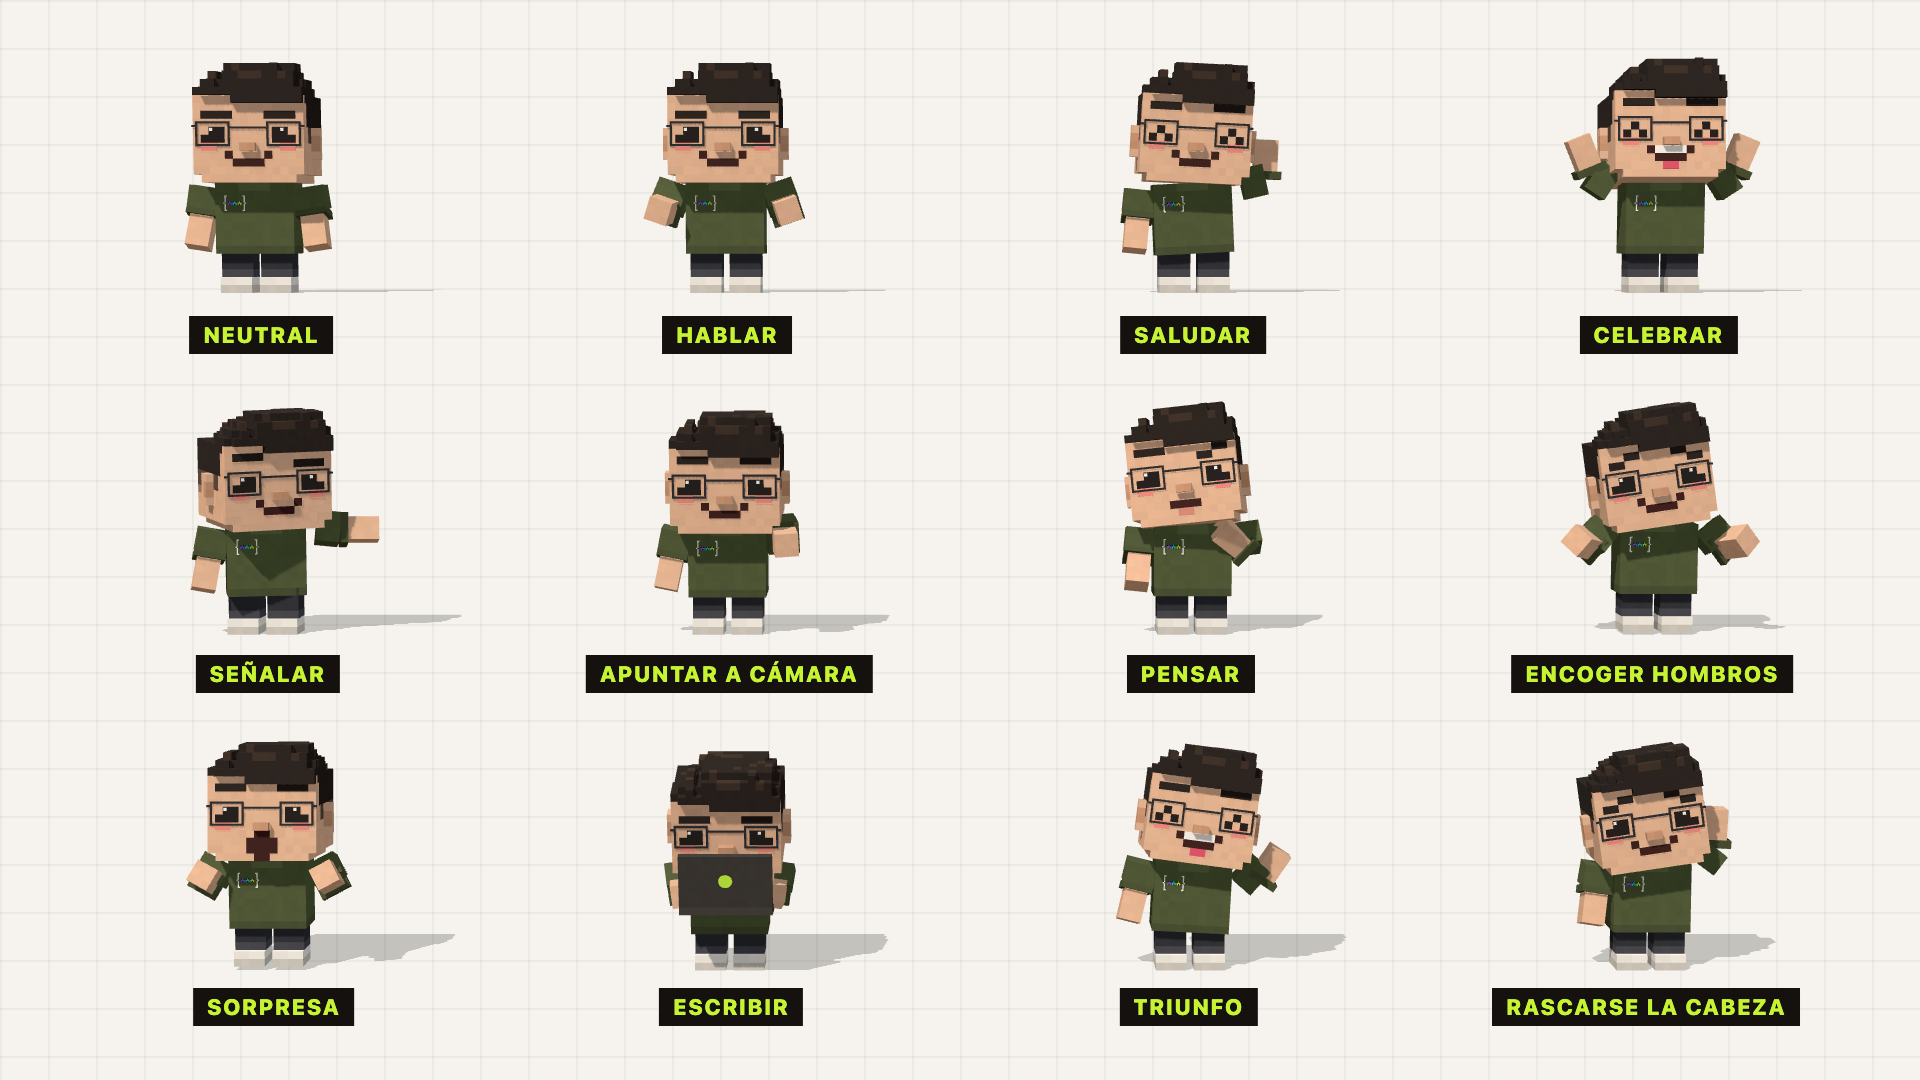 NEUTRAL
HABLAR
SALUDAR
CELEBRAR
SEÑALAR
APUNTAR A CÁMARA
PENSAR
ENCOGER HOMBROS
SORPRESA
ESCRIBIR
TRIUNFO
RASCARSE LA CABEZA